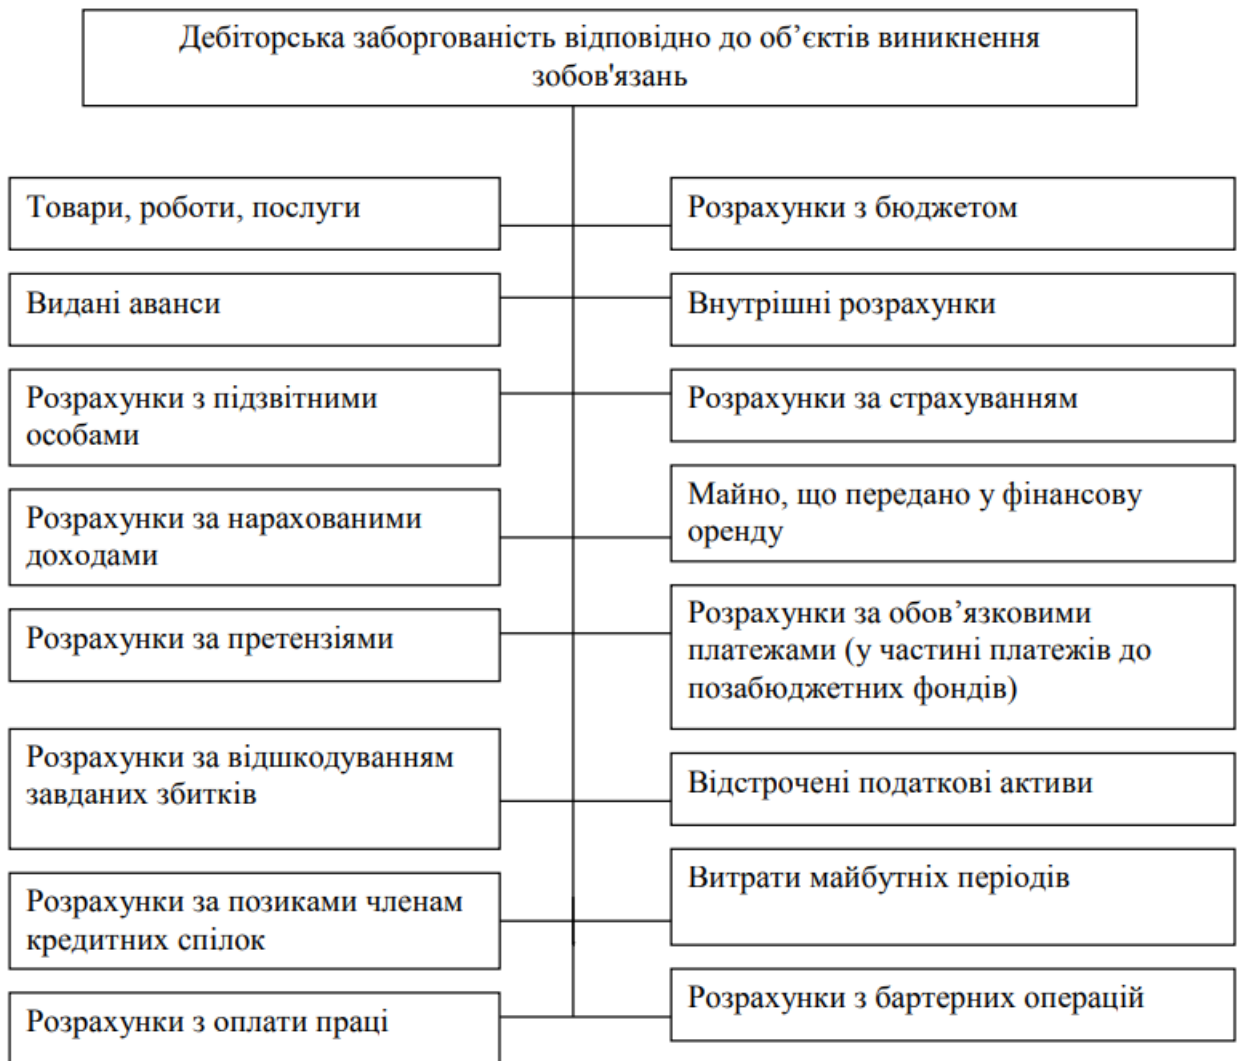 Дебіторська заборгованість відповідно до об’єктів виникнення
зобов'язань
Товари, роботи, послуги
Розрахунки з бюджетом
Видані аванси
Внутрішні розрахунки
Розрахунки з підзвітними
особами
Розрахунки за страхуванням
Розрахунки за нарахованими
доходами
Майно, що передано у фінансову
оренду
Розрахунки за претензіями
Розрахунки за обов’язковими
платежами (у частині платежів до
позабюджетних фондів)
Розрахунки за відшкодуванням
завданих збитків
Відстрочені податкові активи
Розрахунки за позиками членам
кредитних спілок
Витрати майбутніх періодів
Розрахунки з оплати праці
Розрахунки з бартерних операцій